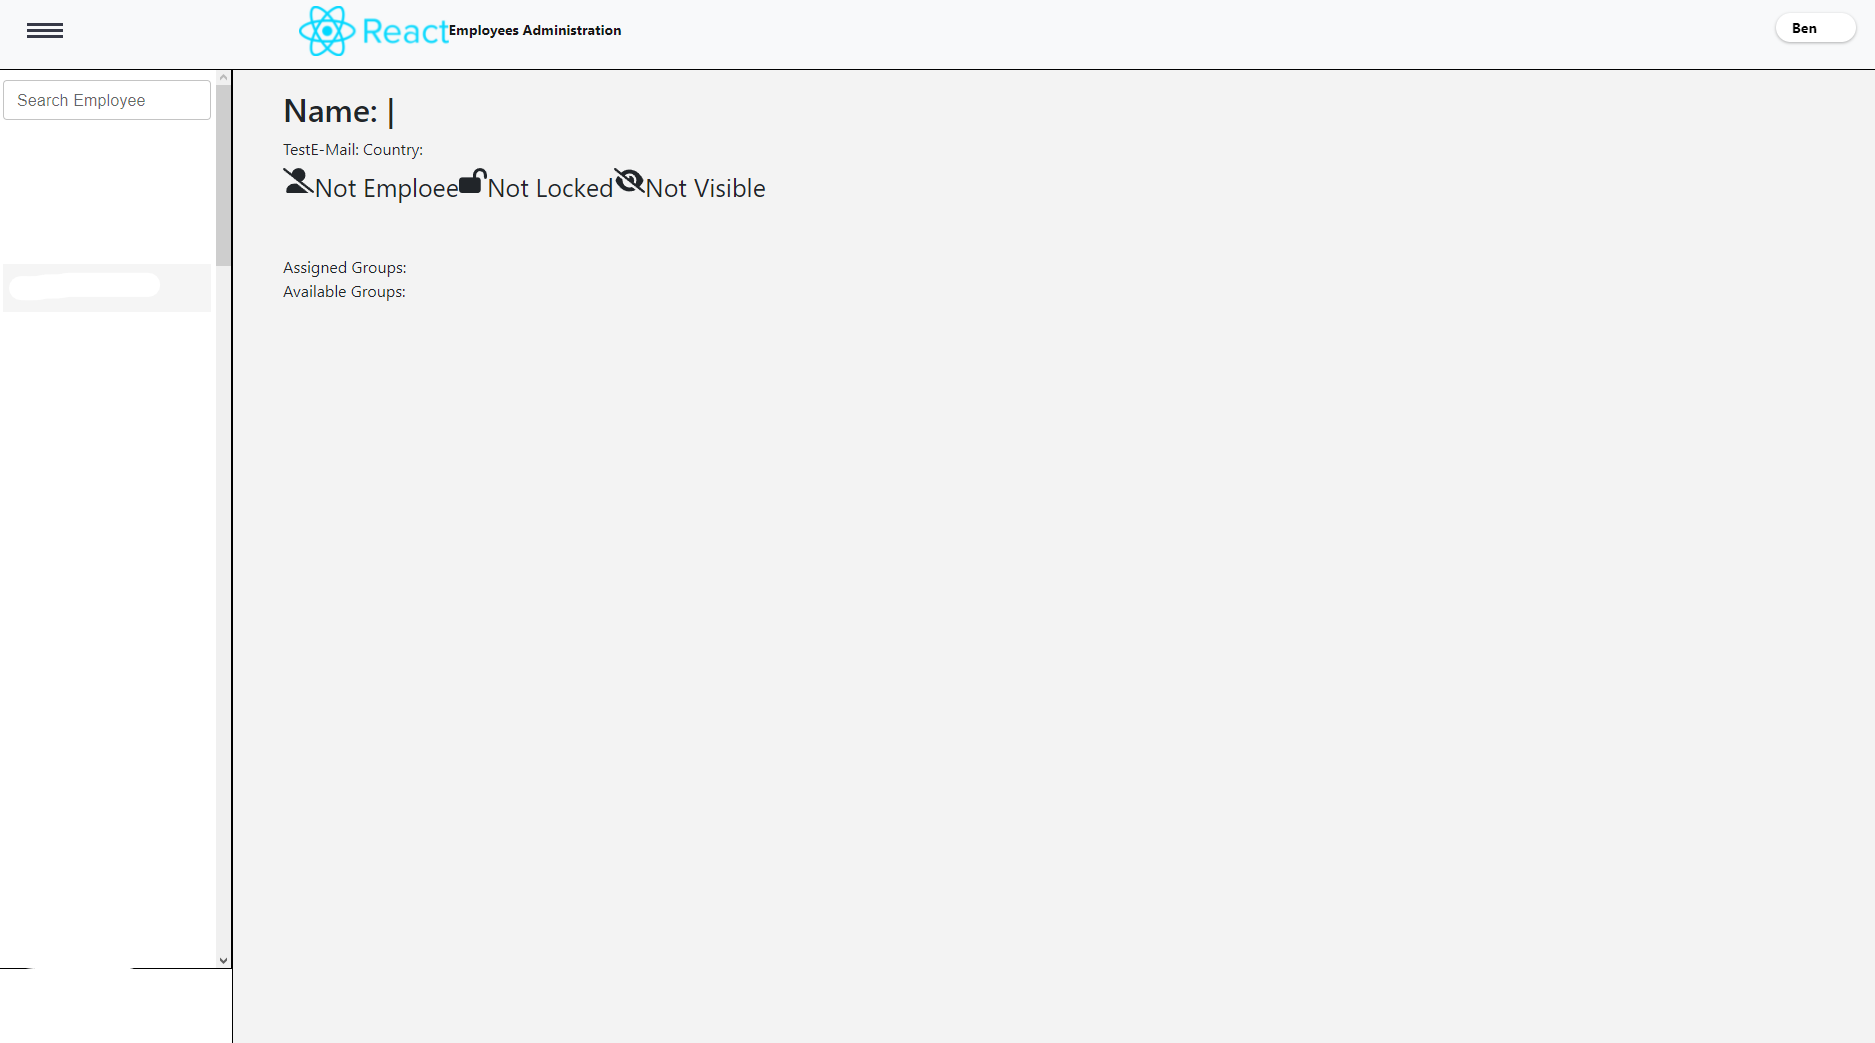 React Employees Administration
Ben
Search Employee
Name: |
TestE-Mail: Country:
Not Emploee Not Locked Not Visible
Assigned Groups:
Available Groups: